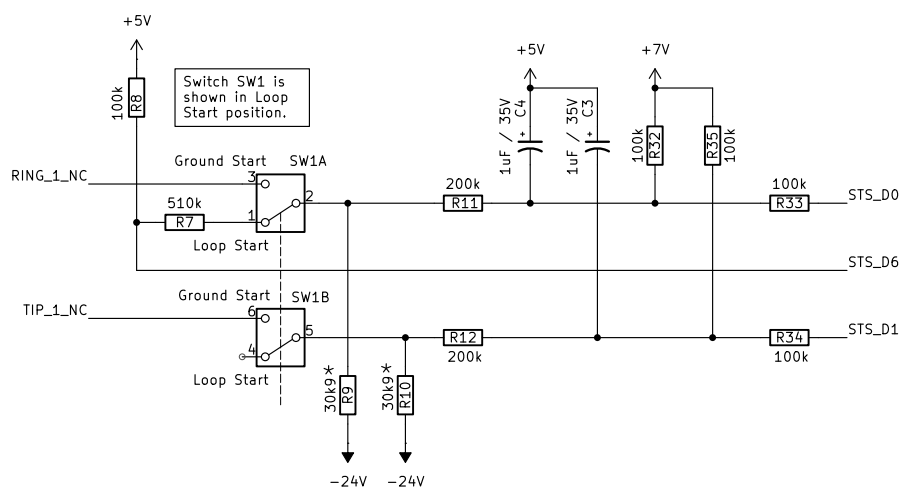 +5V
+5V
+7V
100k
R8
Switch SW1 is
shown in Loop
Start position.
1uF / 35V
C4
+
1uF / 35V
C3
+
100k
R32
R35
100k
Ground Start
SW1A
RING_1_NC
3
2
200k
R11
100k
R33
STS_D0
510k
R7
1
Loop Start
STS_D6
Ground Start
SW1B
TIP_1_NC
6
5
R12
200k
R34
100k
STS_D1
4
Loop Start
30k9*
R9
30k9*
R10
-24V
-24V